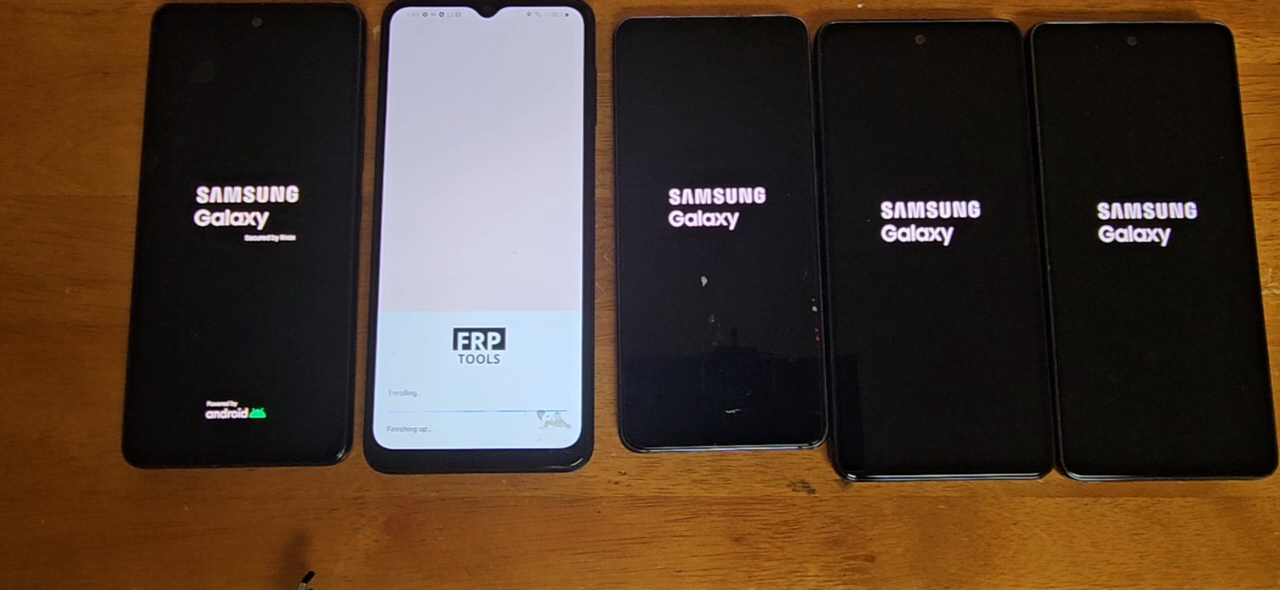 SAMSUNG
Galaxy
Secured by Knox
Powered by
android
FRP
TOOLS
Enrolling...
Finishing up...
SAMSUNG
Galaxy
SAMSUNG
Galaxy
SAMSUNG
Galaxy